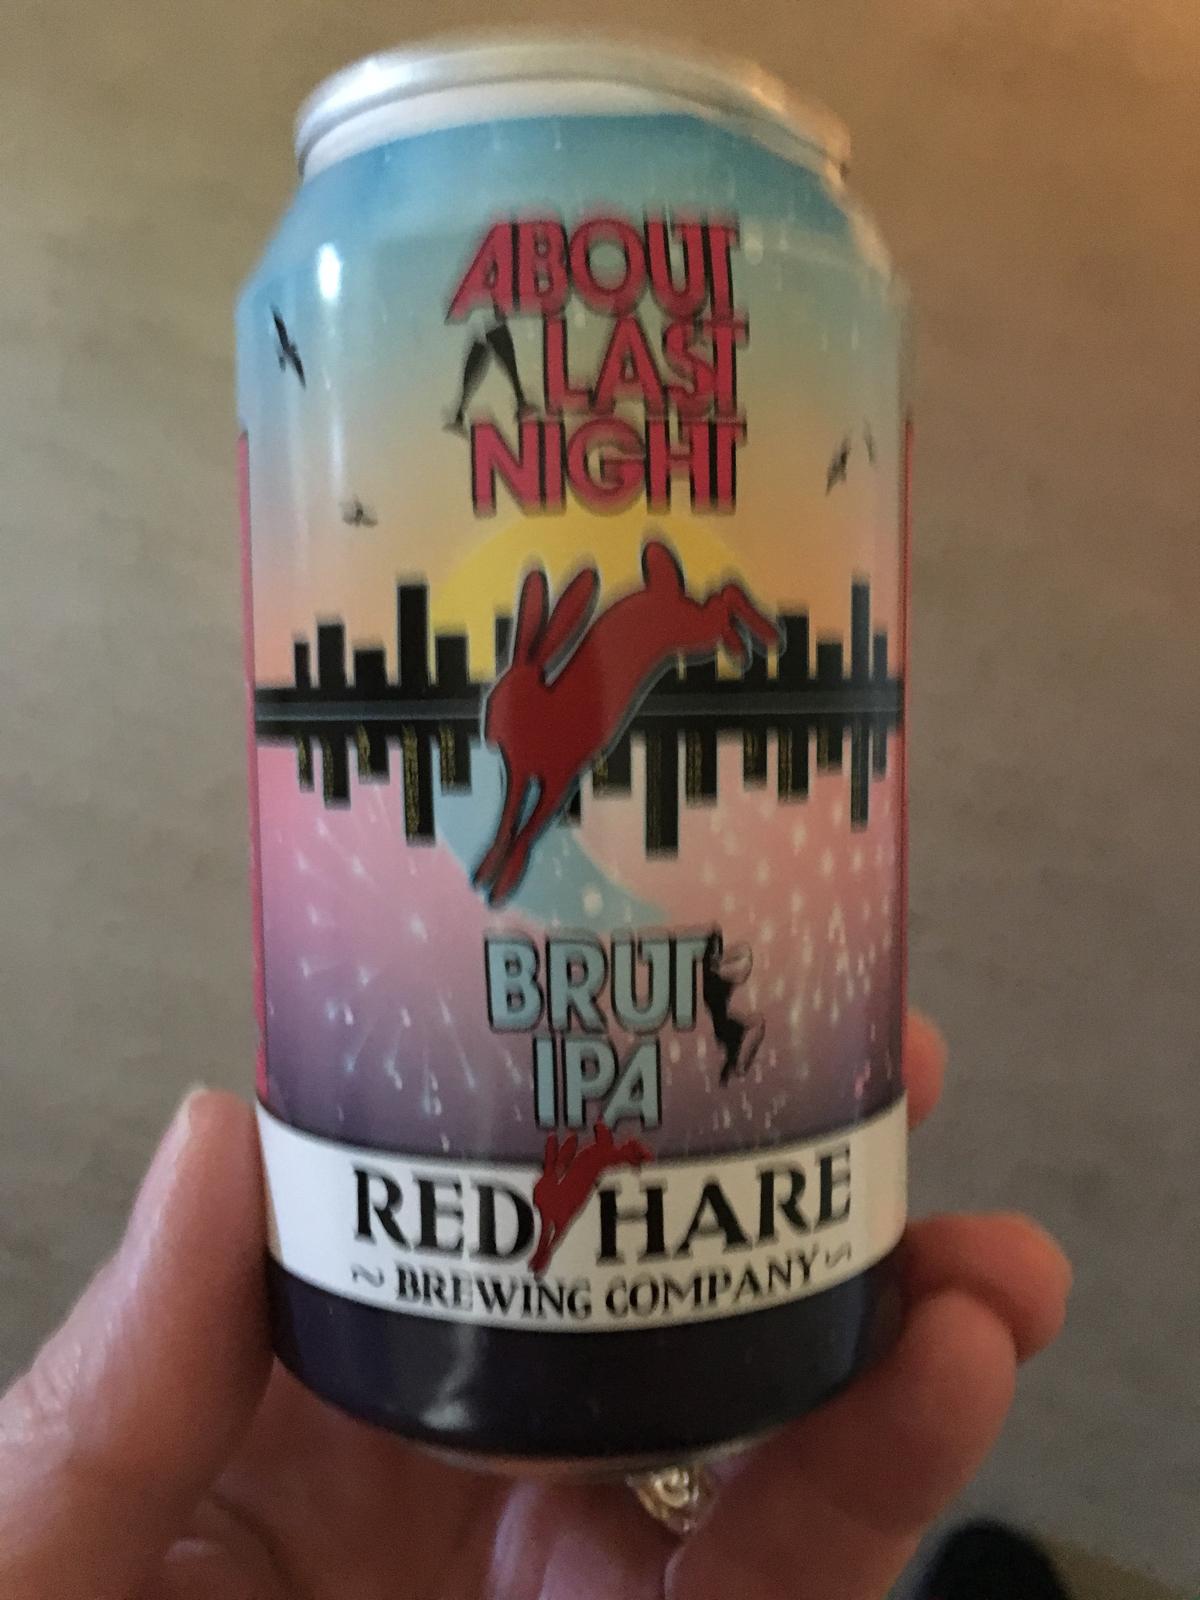 ABOUT
LAST
NIGHT
BRUT
IPA
RED HARE
~ BREWING COMPANY ~